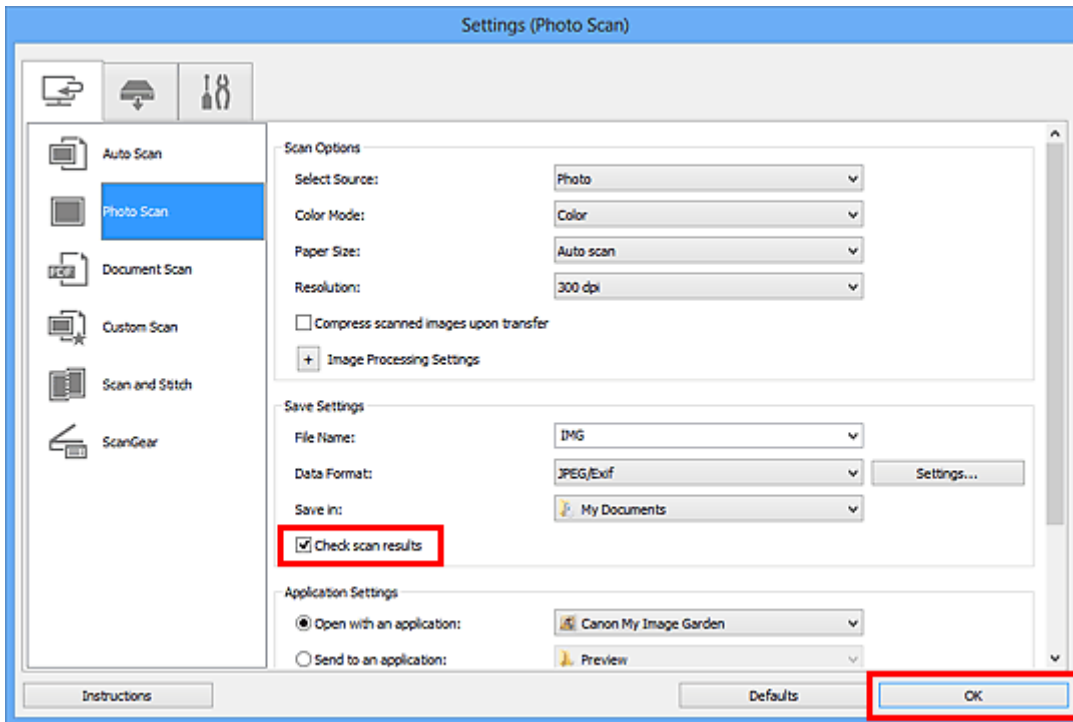 Settings (Photo Scan)
Auto Scan
Photo Scan
Document Scan
Custom Scan
Scan and Stitch
ScanGear
Scan Options
Select Source: Photo
Color Mode: Color
Paper Size: Auto scan
Resolution: 300 dpi
Compress scanned images upon transfer
+ Image Processing Settings
Save Settings
File Name: IMG
Data Format: JPEG/Exif Settings...
Save in: My Documents
Check scan results
Application Settings
Open with an application: Canon My Image Garden
Send to an application: Preview
Instructions Defaults OK